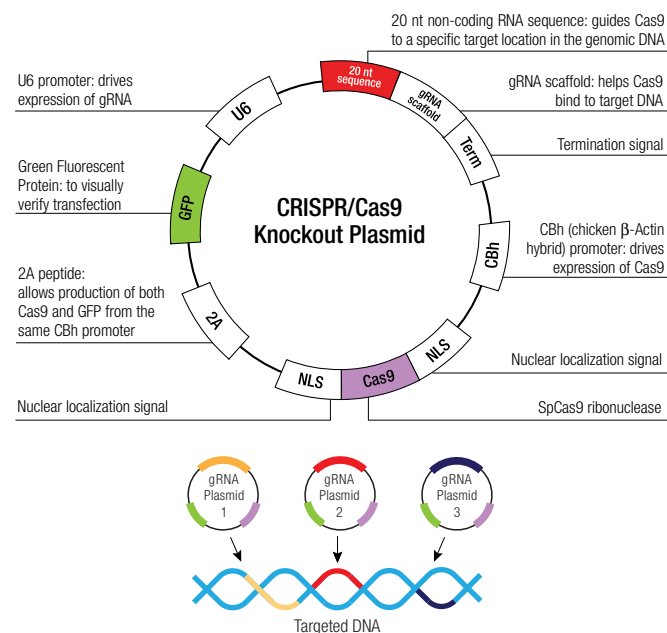 20 nt non-coding RNA sequence: guides Cas9
to a specific target location in the genomic DNA
U6 promoter: drives
expression of gRNA
gRNA scaffold: helps Cas9
bind to target DNA
Termination signal
Green Fluorescent
Protein: to visually
verify transfection
CBh (chicken β-Actin
hybrid) promoter: drives
expression of Cas9
2A peptide:
allows production of both
Cas9 and GFP from the
same CBh promoter
Nuclear localization signal
Nuclear localization signal
SpCas9 ribonuclease
CRISPR/Cas9
Knockout Plasmid
20 nt
sequence
gRNA
scaffold
Term
CBh
NLS
Cas9
NLS
2A
GFP
U6
gRNA
Plasmid
1
gRNA
Plasmid
2
gRNA
Plasmid
3
Targeted DNA